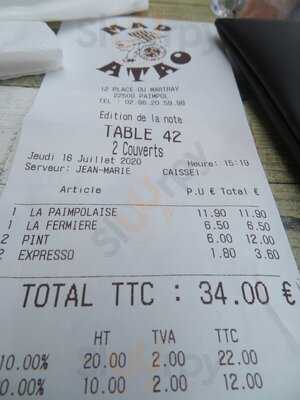 MAD
ATAO
12 PLACE DU MARTRAY
22500 PAIMPOL
TEL : 02.96.20.59.98
Edition de la note
TABLE 42
2 Couverts
Jeudi 16 Juillet 2020 Heure: 15:19
Serveur: JEAN-MARIE CAISSE1
Article P.U € Total €
1 LA PAIMPOLAISE 11.90 11.90
1 LA FERMIERE 6.50 6.50
2 PINT 6.00 12.00
2 EXPRESSO 1.80 3.60
TOTAL TTC : 34.00 €
HT TVA TTC
10.00% 20.00 2.00 22.00
0.00% 10.00 2.00 12.00